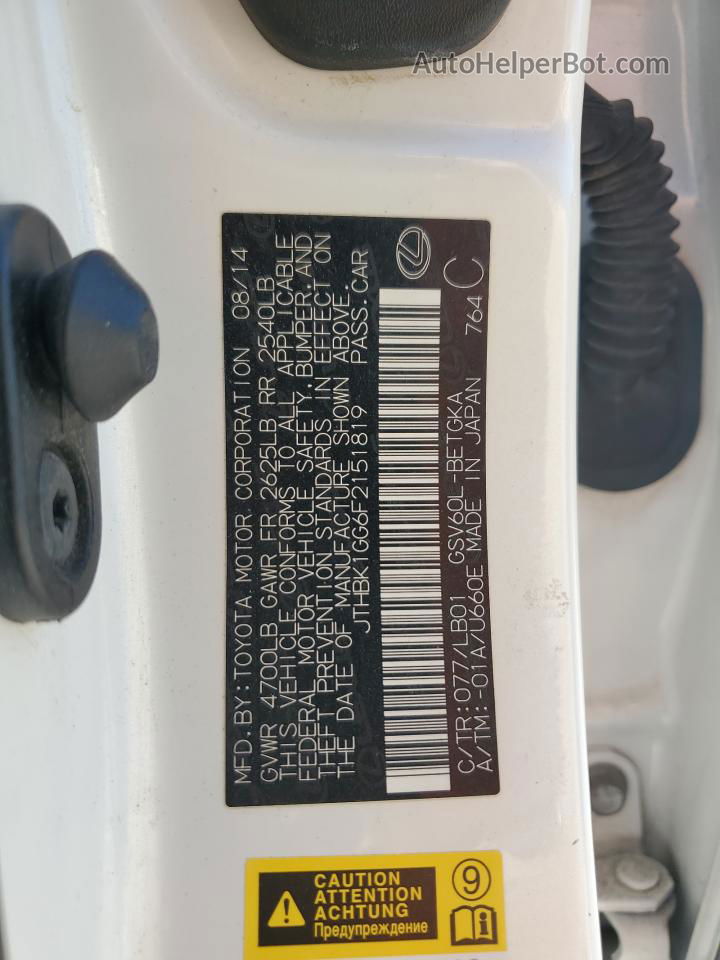 AutoHelperBot.com
MFD.BY:TOYOTA MOTOR CORPORATION 08/14
GVWR 4700LB GAWR FR 2625LB RR 2540LB
THIS VEHICLE CONFORMS TO ALL APPLICABLE
FEDERAL MOTOR VEHICLE SAFETY, BUMPER, AND
THEFT PREVENTION STANDARDS IN EFFECT ON
THE DATE OF MANUFACTURE SHOWN ABOVE.
JTHBK1GG6F2151819 PASS.CAR
C/TR:077/LB01 GSV60L-BETGKA
A/TM:-01A/U660E MADE IN JAPAN 764 C
CAUTION
ATTENTION
ACHTUNG
Предупреждение
9